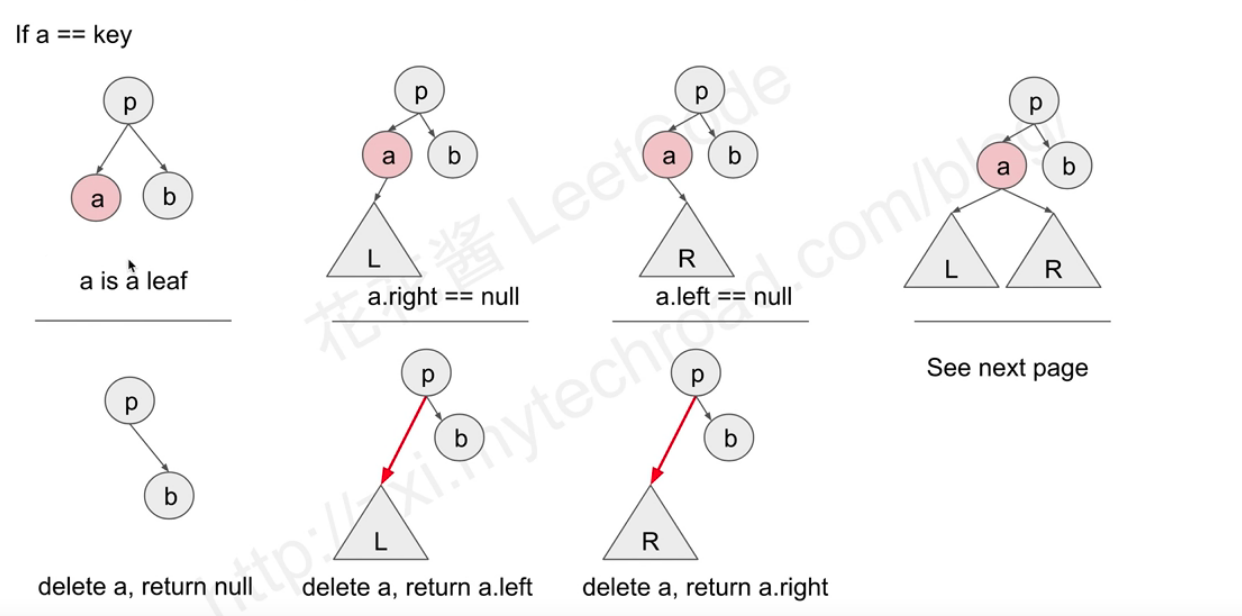 If a == key
p
a
b
a is a leaf
p
a
b
L
a.right == null
p
a
b
R
a.left == null
p
a
b
L
R
See next page
p
b
delete a, return null
p
b
L
delete a, return a.left
p
b
R
delete a, return a.right
花花酱 LeetCode
http://zxi.mytechroad.com/blog/